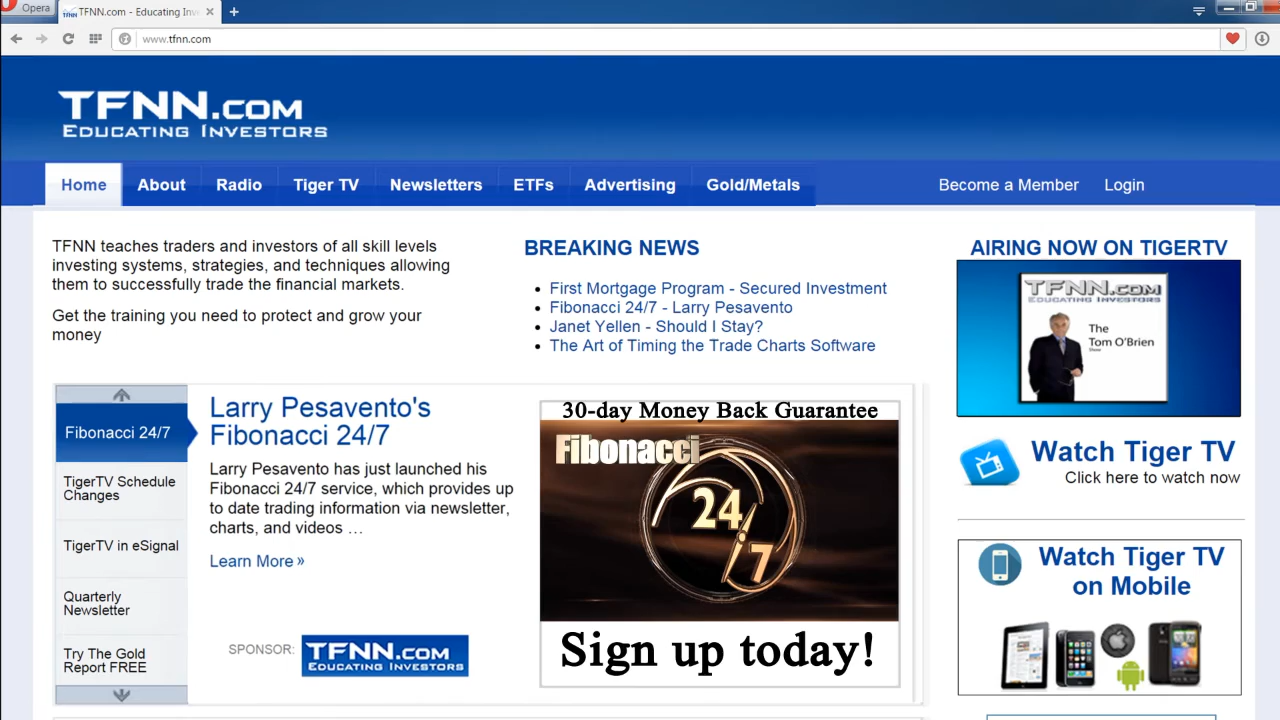 Opera
TFNN.com - Educating Inv
www.tfnn.com
TFNN.COM
EDUCATING INVESTORS
Home
About
Radio
Tiger TV
Newsletters
ETFs
Advertising
Gold/Metals
Become a Member
Login
TFNN teaches traders and investors of all skill levels
investing systems, strategies, and techniques allowing
them to successfully trade the financial markets.
Get the training you need to protect and grow your
money
BREAKING NEWS
First Mortgage Program - Secured Investment
Fibonacci 24/7 - Larry Pesavento
Janet Yellen - Should I Stay?
The Art of Timing the Trade Charts Software
AIRING NOW ON TIGERTV
TFNN.COM
EDUCATING INVESTORS
The
Tom O'Brien
Show
Watch Tiger TV
Click here to watch now
Watch Tiger TV
on Mobile
Fibonacci 24/7
TigerTV Schedule
Changes
TigerTV in eSignal
Quarterly
Newsletter
Try The Gold
Report FREE
Larry Pesavento's
Fibonacci 24/7
Larry Pesavento has just launched his
Fibonacci 24/7 service, which provides up
to date trading information via newsletter,
charts, and videos …
Learn More »
SPONSOR:
TFNN.COM
EDUCATING INVESTORS
30-day Money Back Guarantee
Fibonacci
24/7
Sign up today!